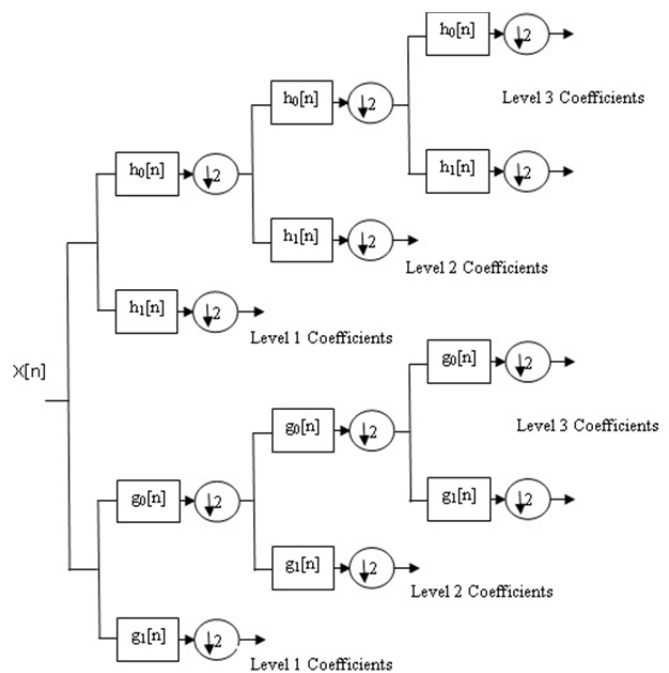 h₀[n] 2
h₀[n] 2
Level 3 Coefficients
h₀[n] 2
h₁[n] 2
h₁[n] 2
Level 2 Coefficients
h₁[n] 2
Level 1 Coefficients
X[n]
g₀[n] 2
g₀[n] 2
Level 3 Coefficients
g₀[n] 2
g₁[n] 2
g₁[n] 2
Level 2 Coefficients
g₁[n] 2
Level 1 Coefficients